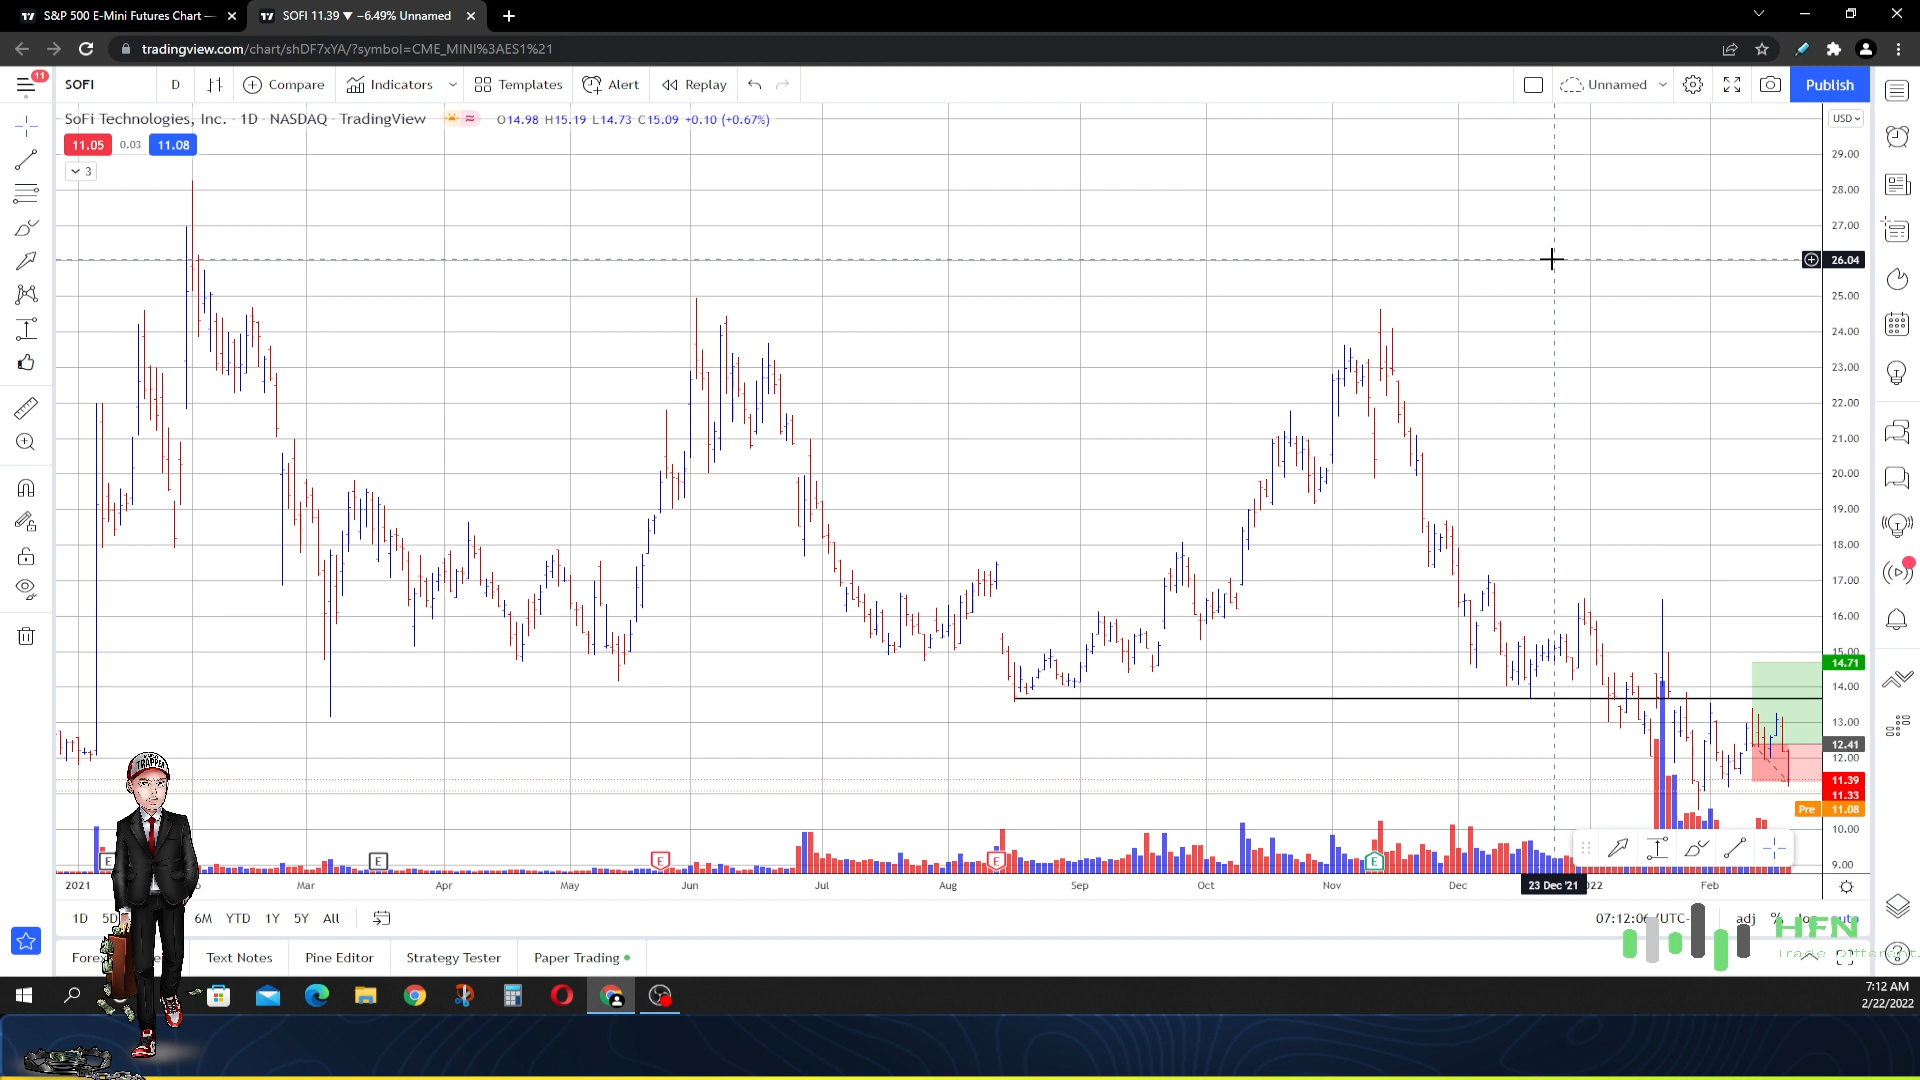 S&P 500 E-Mini Futures Chart —
SOFI 11.39 ▼ −6.49% Unnamed
tradingview.com/chart/shDF7xYA/?symbol=CME_MINI%3AES1%21
11
SOFI
D
Compare
Indicators
Templates
Alert
Replay
Unnamed
Publish
SoFi Technologies, Inc. · 1D · NASDAQ · TradingView
O14.98 H15.19 L14.73 C15.09 +0.10 (+0.67%)
USD
11.05
0.03
11.08
3
29.00
28.00
27.00
26.04
25.00
24.00
23.00
22.00
21.00
20.00
19.00
18.00
17.00
16.00
15.00
14.71
14.00
13.00
12.41
12.00
11.39
11.33
Pre
11.08
10.00
9.00
TRAPPER
E
E
E
E
E
2021
Mar
Apr
May
Jun
Jul
Aug
Sep
Oct
Nov
Dec
23 Dec '21
Feb
1D
5D
6M
YTD
1Y
5Y
All
07:12:06 (UTC-
adj
%
HFN
Trade Different.
Text Notes
Pine Editor
Strategy Tester
Paper Trading
7:12 AM
2/22/2022